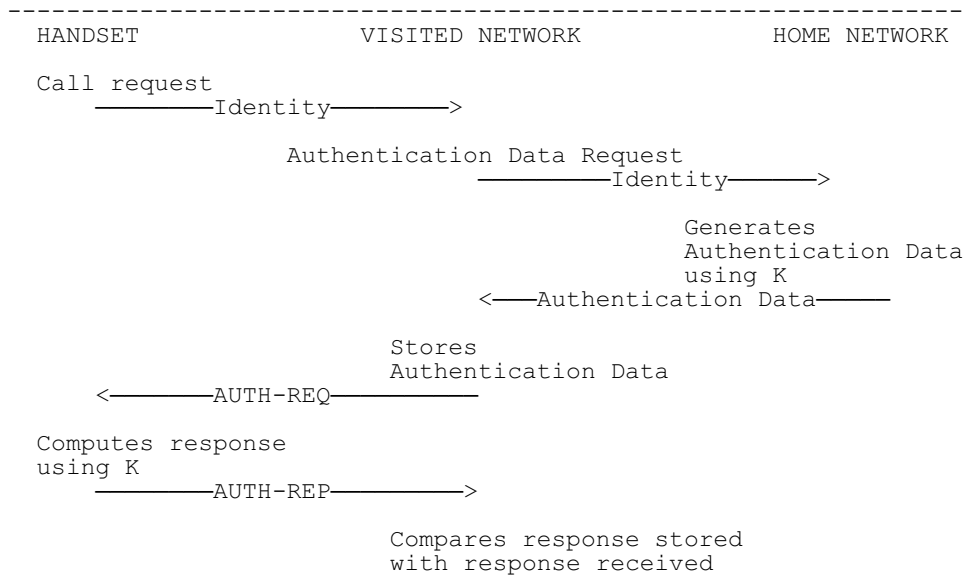 HANDSET VISITED NETWORK HOME NETWORK
Call request
Identity
Authentication Data Request
Identity
Generates
Authentication Data
using K
Authentication Data
Stores
Authentication Data
AUTH-REQ
Computes response
using K
AUTH-REP
Compares response stored
with response received